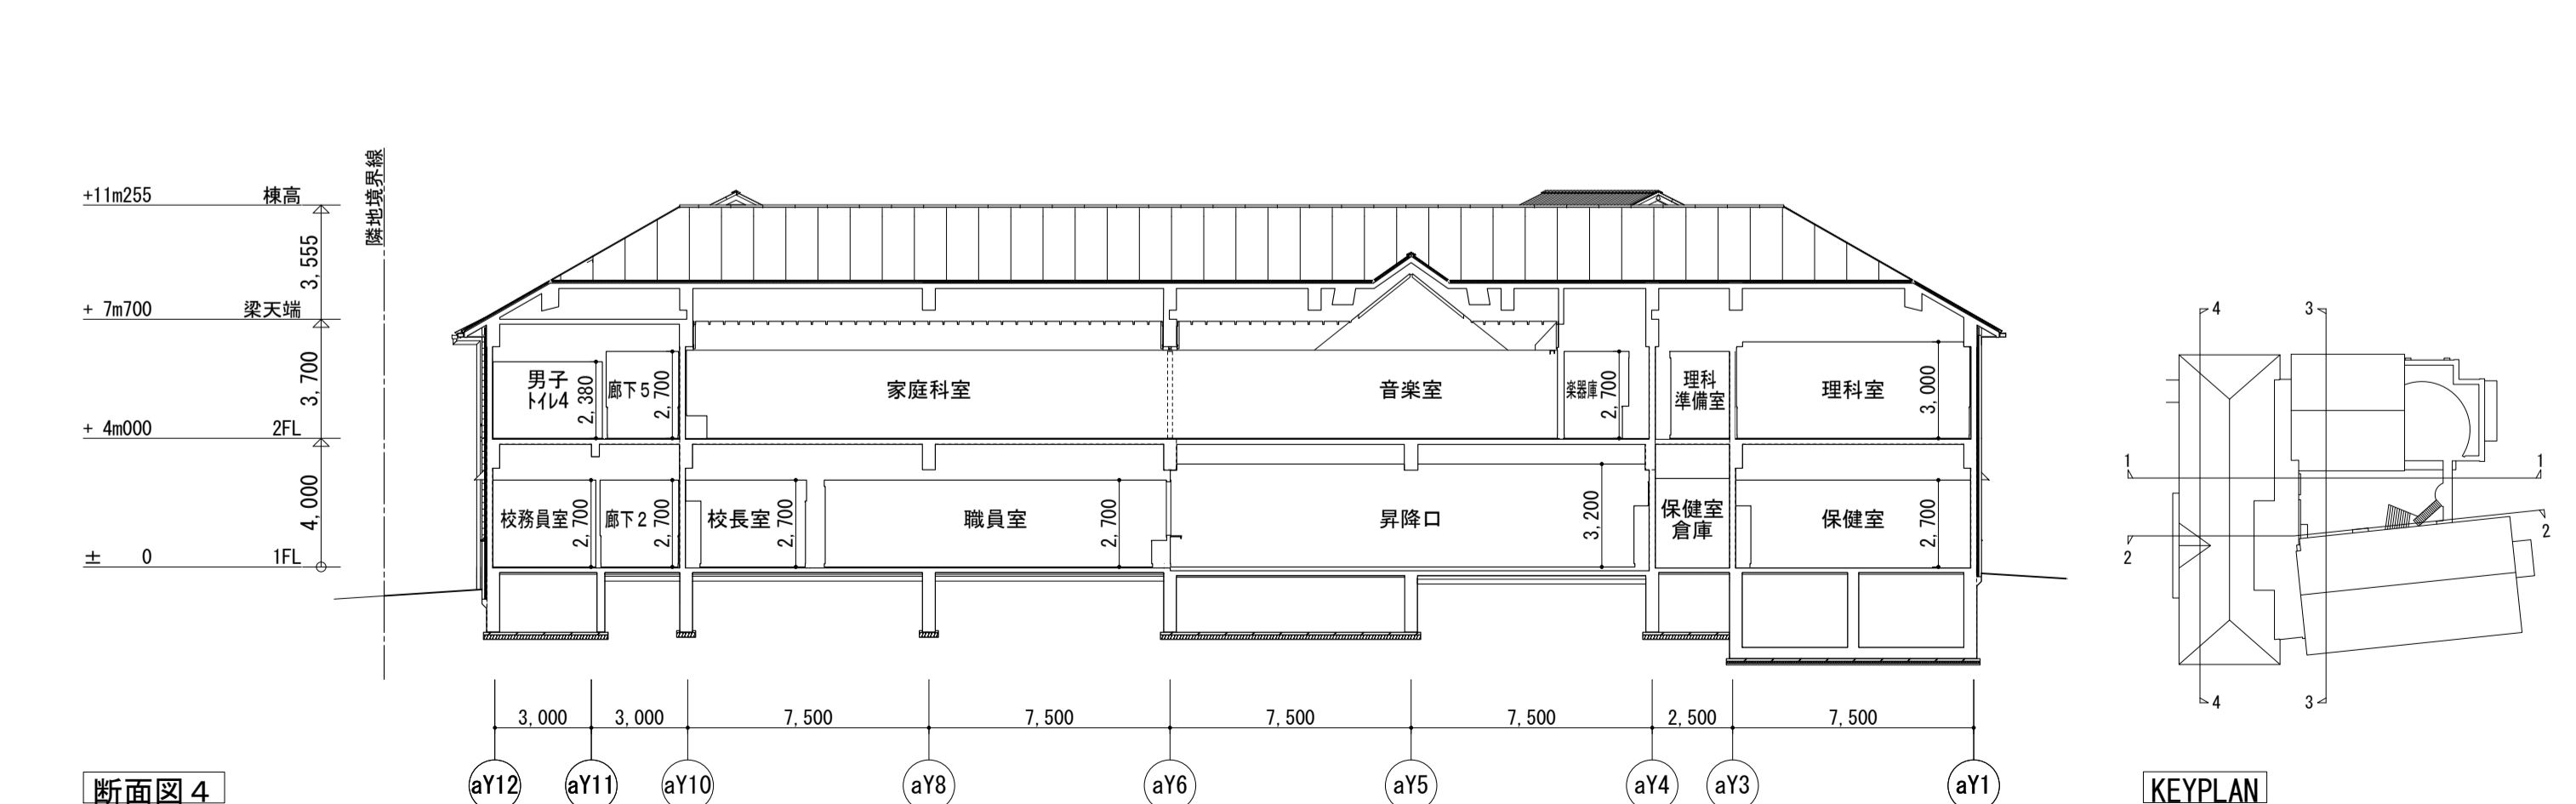 +11m255 棟高
3,555
+ 7m700 梁天端
3,700
+ 4m000 2FL
4,000
± 0 1FL
隣地境界線
男子
トイレ4
2,380
廊下5
2,700
家庭科室
音楽室
楽器庫
2,700
理科
準備室
理科室
3,000
校務員室
2,700
廊下2
2,700
校長室
2,700
職員室
2,700
昇降口
3,200
保健室
倉庫
保健室
2,700
3,000 3,000 7,500 7,500 7,500 7,500 2,500 7,500
aY12 aY11 aY10 aY8 aY6 aY5 aY4 aY3 aY1
断面図4
4 3
1 1
2 2
4 3
KEYPLAN